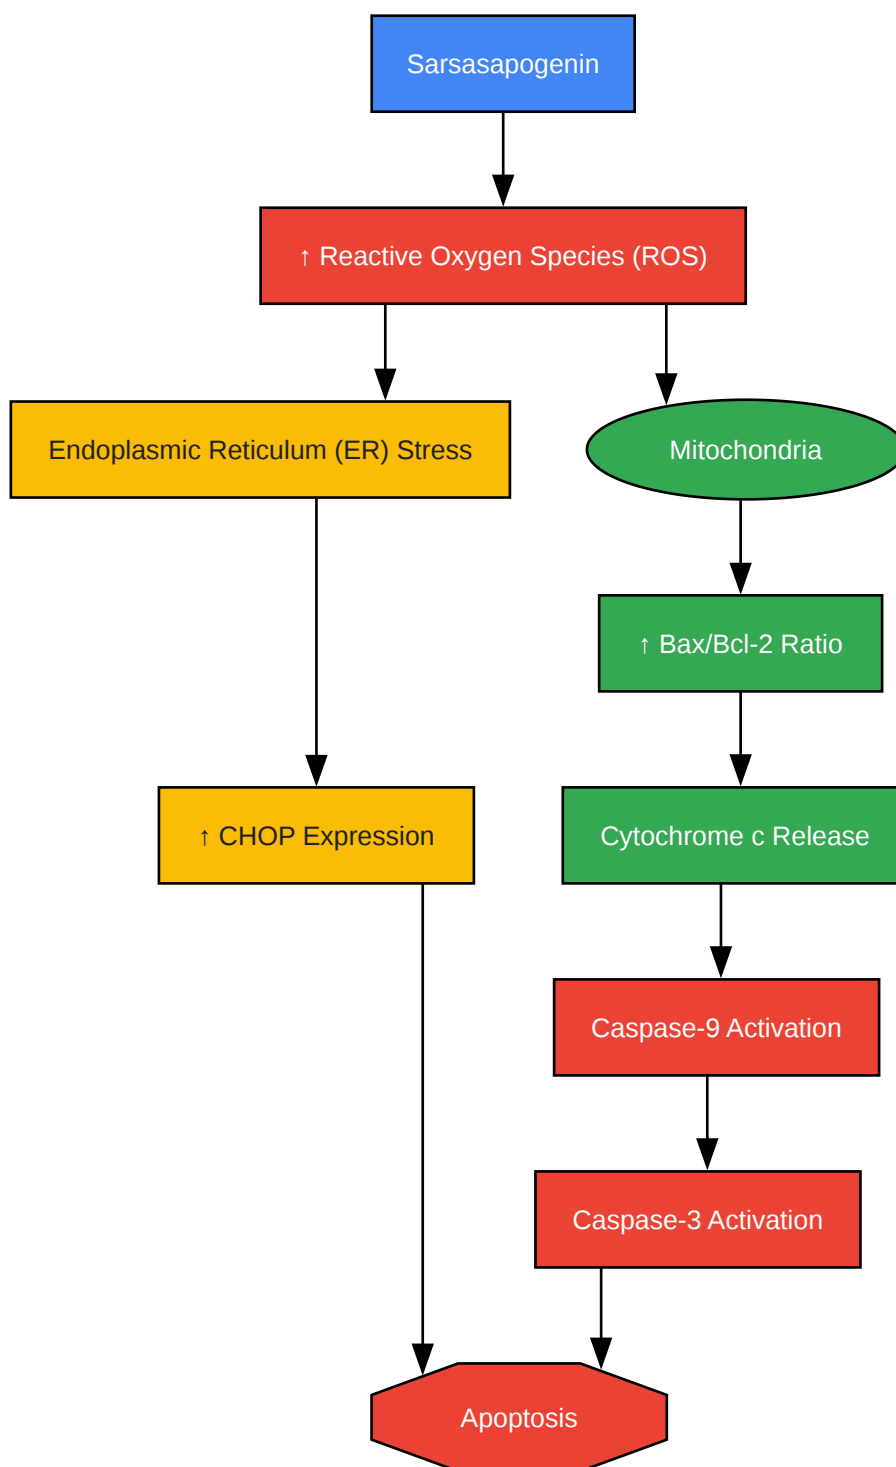 Sarsasapogenin
↑ Reactive Oxygen Species (ROS)
Endoplasmic Reticulum (ER) Stress
Mitochondria
↑ Bax/Bcl-2 Ratio
↑ CHOP Expression
Cytochrome c Release
Caspase-9 Activation
Caspase-3 Activation
Apoptosis